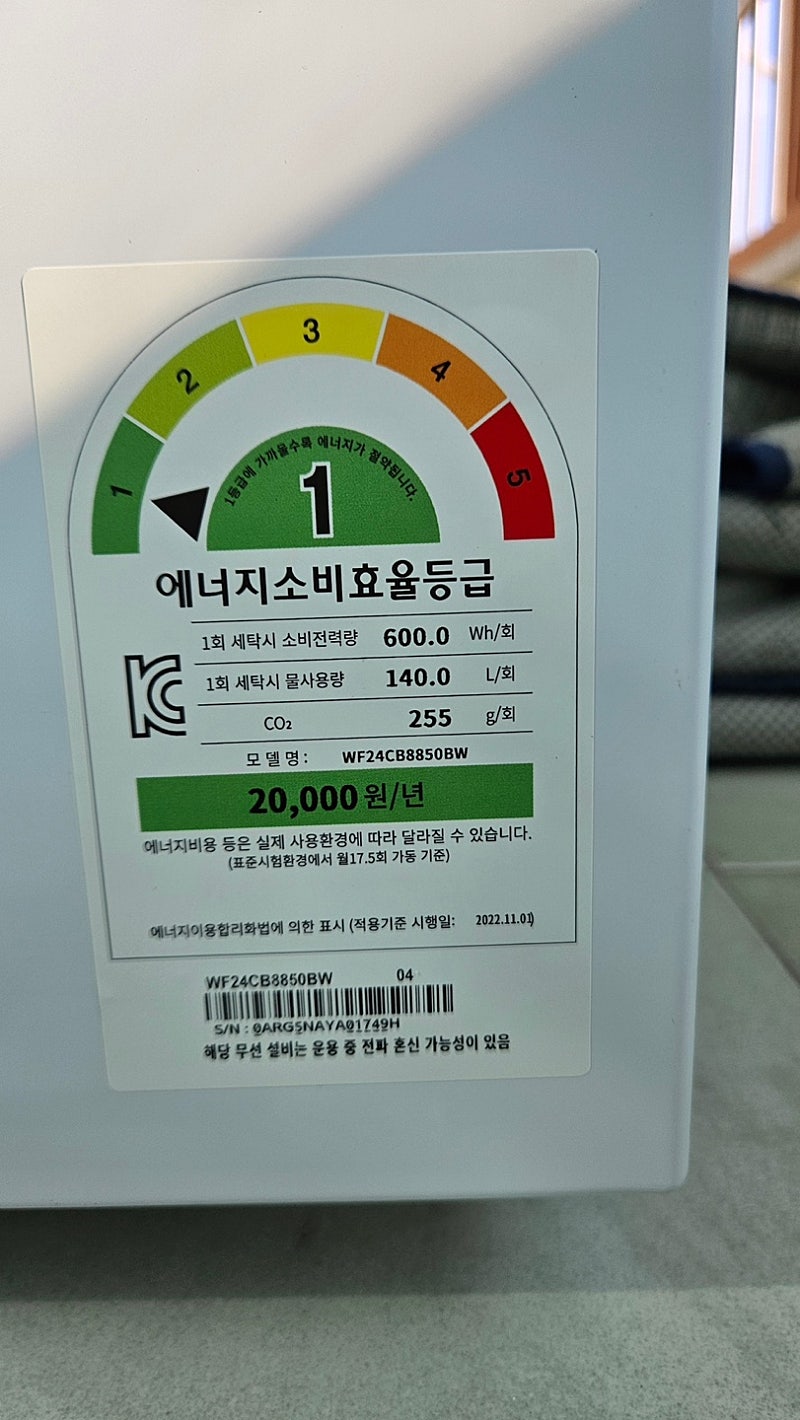 1 2 3 4 5
1등급에 가까울수록 에너지가 절약됩니다.
1
에너지소비효율등급
1회 세탁시 소비전력량 600.0 Wh/회
1회 세탁시 물사용량 140.0 L/회
CO₂ 255 g/회
모 델 명 : WF24CB8850BW
20,000 원/년
에너지비용 등은 실제 사용환경에 따라 달라질 수 있습니다.
(표준시험환경에서 월17.5회 가동 기준)
에너지이용합리화법에 의한 표시 (적용기준 시행일: 2022.11.01)
WF24CB8850BW 04
S/N : 0ARG5NAYA01749H
해당 무선 설비는 운용 중 전파 혼신 가능성이 있음